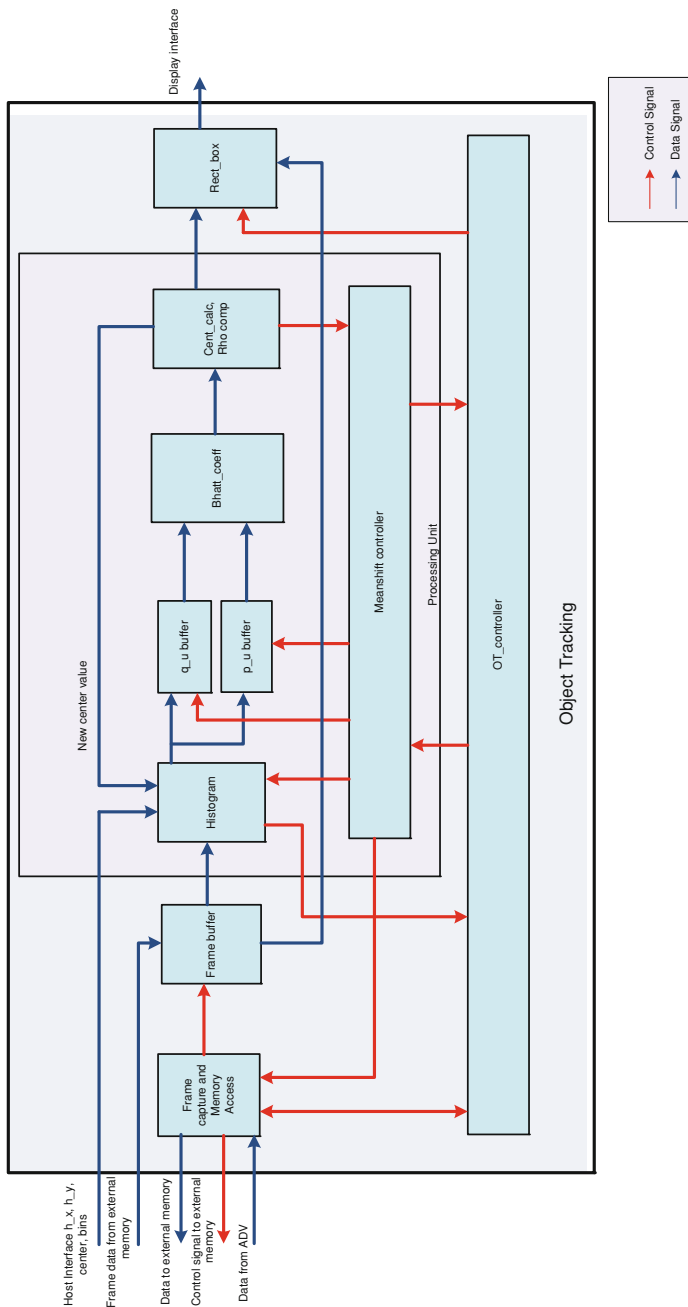 Host Interface h_x, h_y,
center, bins
Frame data from external
memory
Data to external memory
Control signal to external
memory
Data from ADV
Frame
capture and
Memory
Access
Frame buffer
New center value
Histogram
q_u buffer
p_u buffer
Bhatt_coeff
Cent_calc,
Rho comp
Rect_box
Display interface
Meanshift controller
Processing Unit
OT_controller
Object Tracking
Control Signal
Data Signal